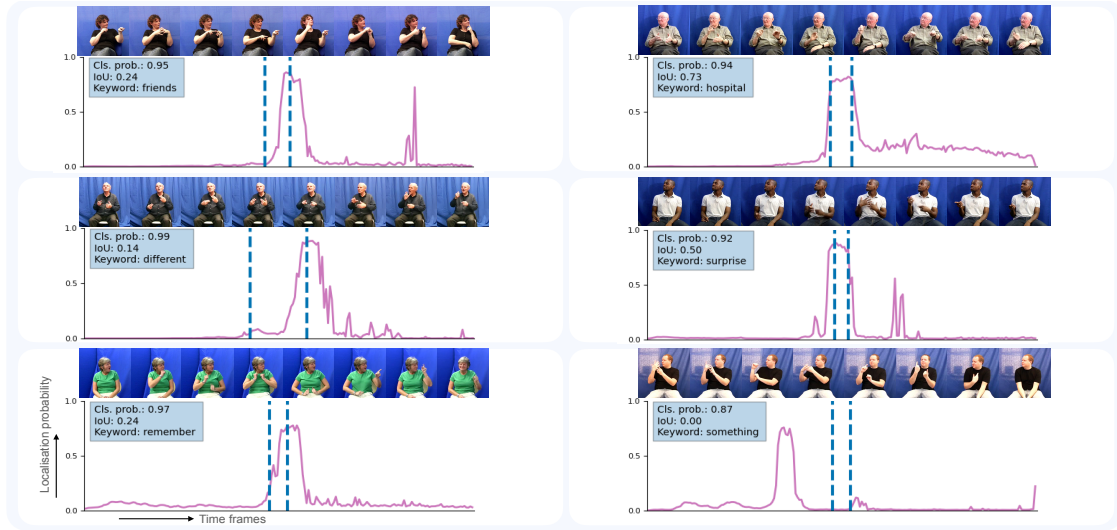 1.0
0.5
0.0
Cls. prob.: 0.95
IoU: 0.24
Keyword: friends
1.0
0.5
0.0
Cls. prob.: 0.94
IoU: 0.73
Keyword: hospital
1.0
0.5
0.0
Cls. prob.: 0.99
IoU: 0.14
Keyword: different
1.0
0.5
0.0
Cls. prob.: 0.92
IoU: 0.50
Keyword: surprise
Localisation probability
1.0
0.5
0.0
Cls. prob.: 0.97
IoU: 0.24
Keyword: remember
Time frames
1.0
0.5
0.0
Cls. prob.: 0.87
IoU: 0.00
Keyword: something